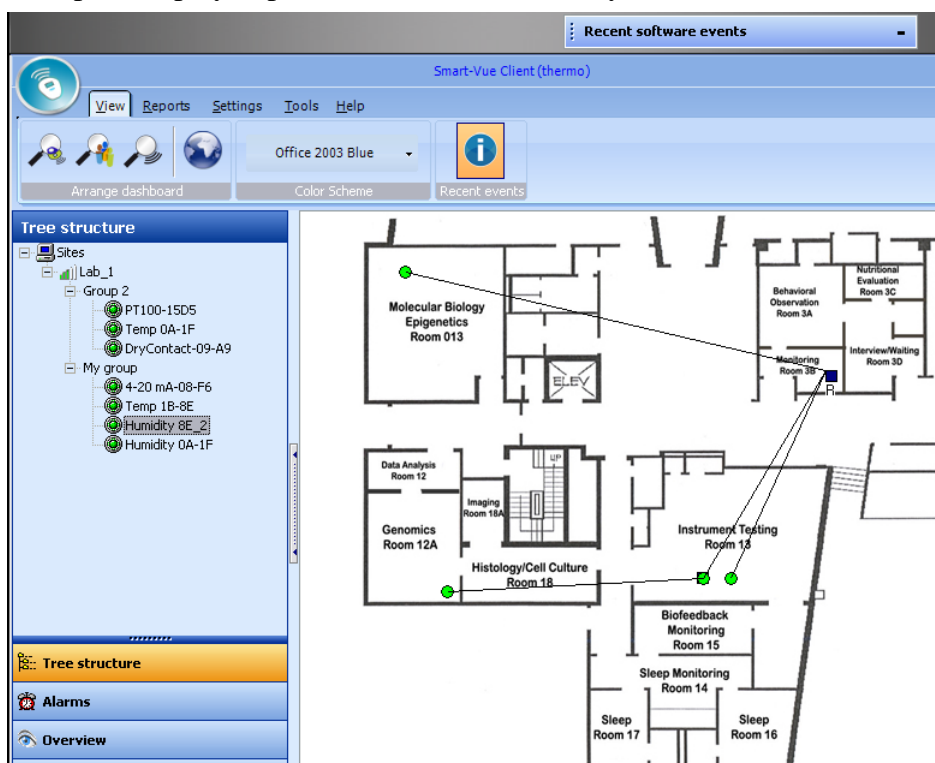 Recent software events
Smart-Vue Client (thermo)
View Reports Settings Tools Help
Office 2003 Blue
Arrange dashboard
Color Scheme
Recent events
Tree structure
Sites
Lab_1
Group 2
PT100-15D5
Temp 0A-1F
DryContact-09-A9
My group
4-20 mA-08-F6
Temp 1B-8E
Humidity 8E_2
Humidity 0A-1F
Tree structure
Alarms
Overview
Molecular Biology
Epigenetics
Room 013
ELEV
Behavioral
Observation
Room 3A
Nutritional
Evaluation
Room 3C
Monitoring
Room 3B
Interview/Waiting
Room 3D
R
Data Analysis
Room 12
UP
Imaging
Room 18A
Genomics
Room 12A
Histology/Cell Culture
Room 18
Instrument Testing
Room 13
Biofeedback
Monitoring
Room 15
Sleep Monitoring
Room 14
Sleep
Room 17
Sleep
Room 16